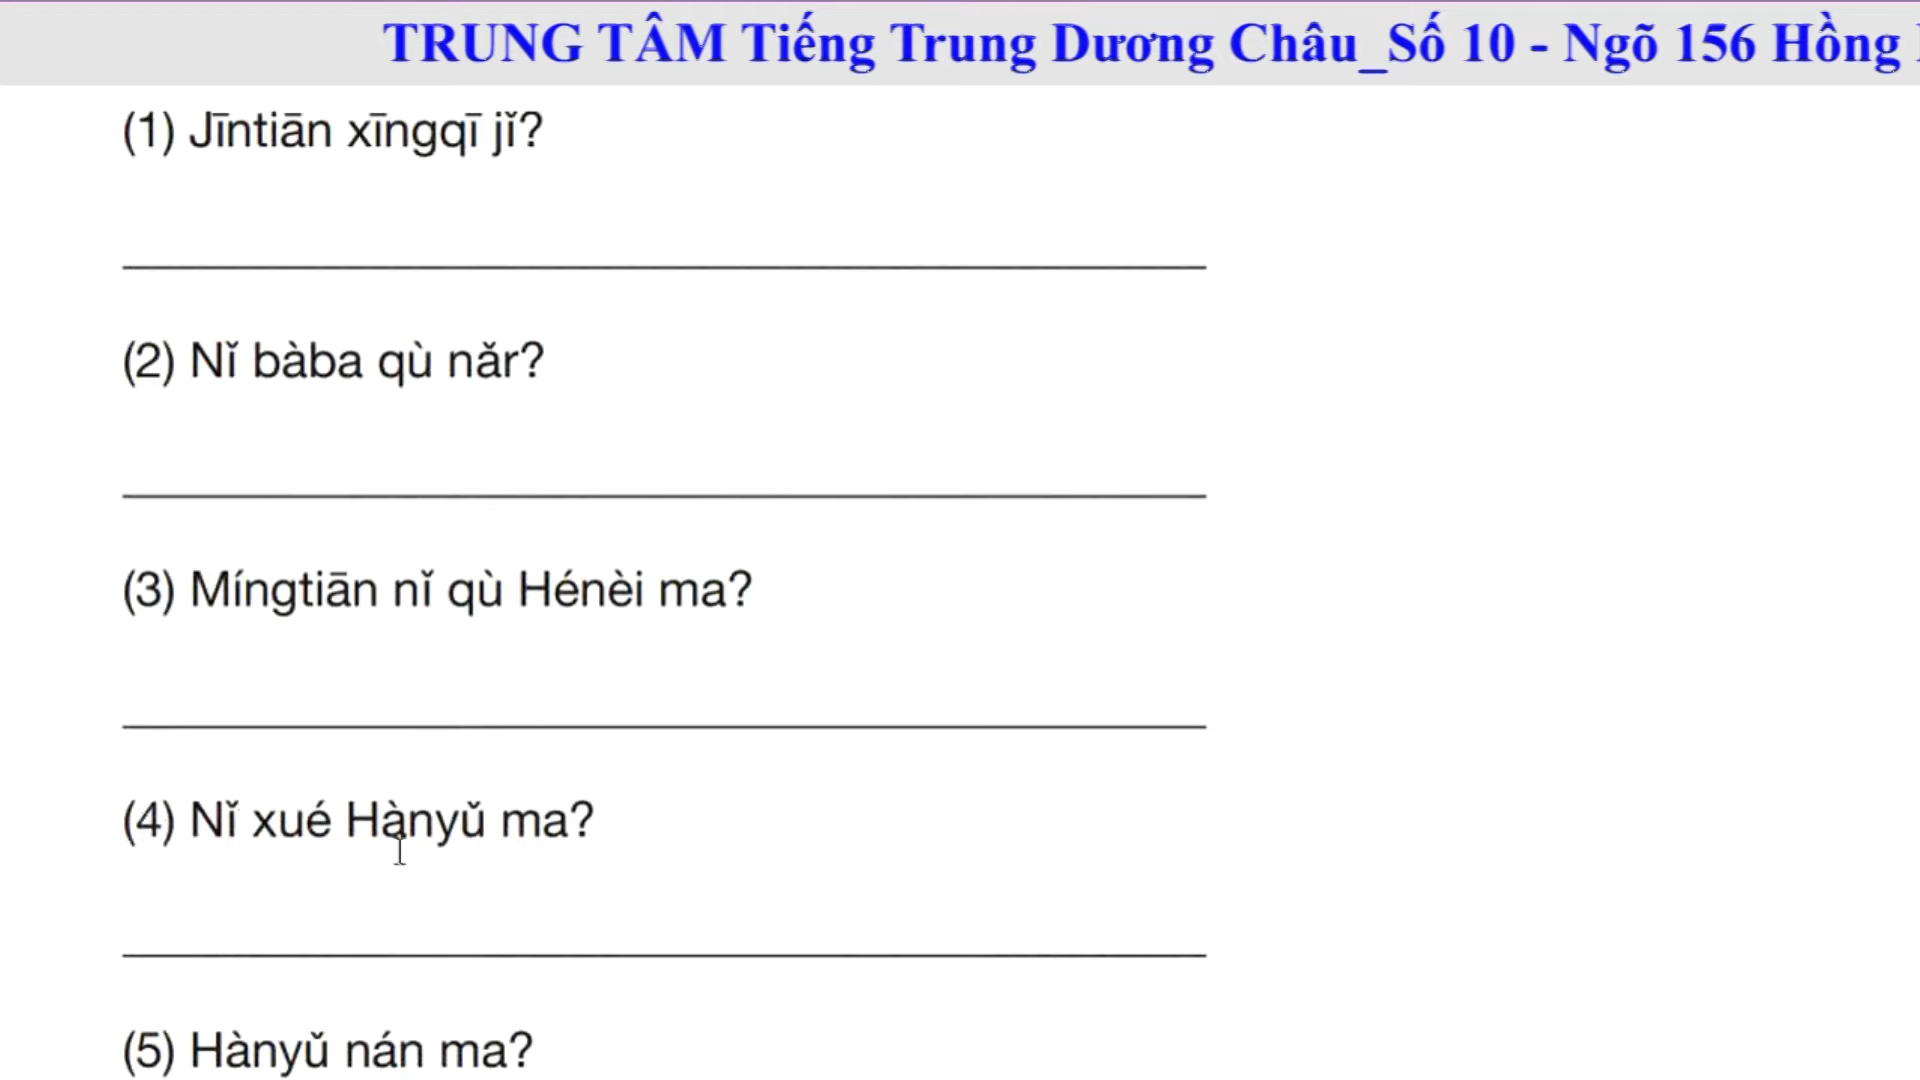 TRUNG TÂM Tiếng Trung Dương Châu_Số 10 - Ngõ 156 Hồng
(1) Jīntiān xīngqī jǐ?
(2) Nǐ bàba qù nǎr?
(3) Míngtiān nǐ qù Hénèi ma?
(4) Nǐ xué Hànyǔ ma?
(5) Hànyǔ nán ma?